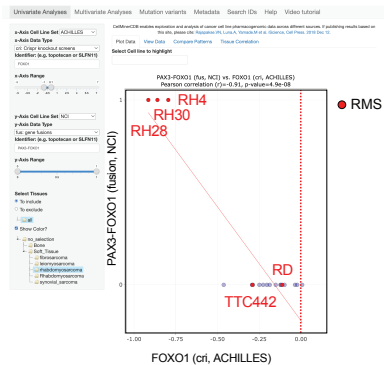 Univariate Analyses Multivariate Analyses Mutation variants Metadata Search IDs Help Video tutorial
x-Axis Cell Line Set ACHILLES
x-Axis Data Type
cri: Crispr knockout screens
Identifier: (e.g. topotecan or SLFN11)
FOXO1
x-Axis Range
y-Axis Cell Line Set NCI
y-Axis Data Type
fus: gene fusions
Identifier: (e.g. topotecan or SLFN11)
PAX3-FOXO1
y-Axis Range
Select Tissues
To include
To exclude
all
Show Color?
no_selection
Bone
Soft_Tissue
fibrosarcoma
leiomyosarcoma
rhabdomyosarcoma
Rhabdomyosarcoma
synovial_sarcoma
CellMinerCDB enables exploration and analysis of cancer cell line pharmacogenomic data across different sources. If publishing results based on
this site, please cite:
Plot Data View Data Compare Patterns Tissue Correlation
Select Cell line to highlight
PAX3-FOXO1 (fus, NCI) vs. FOXO1 (cri, ACHILLES)
Pearson correlation (r)=-0.91, p-value=4.9e-08
PAX3-FOXO1 (fusion, NCI)
1
0
RH4
RH30
RH28
RD
TTC442
RMS
-1.00 -0.75 -0.50 -0.25 0.00
FOXO1 (cri, ACHILLES)